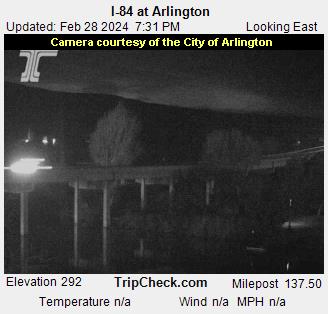 I-84 at Arlington
Updated: Feb 28 2024 7:31 PM Looking East
Camera courtesy of the City of Arlington
Elevation 292 TripCheck.com Milepost 137.50
Temperature n/a Wind n/a MPH n/a